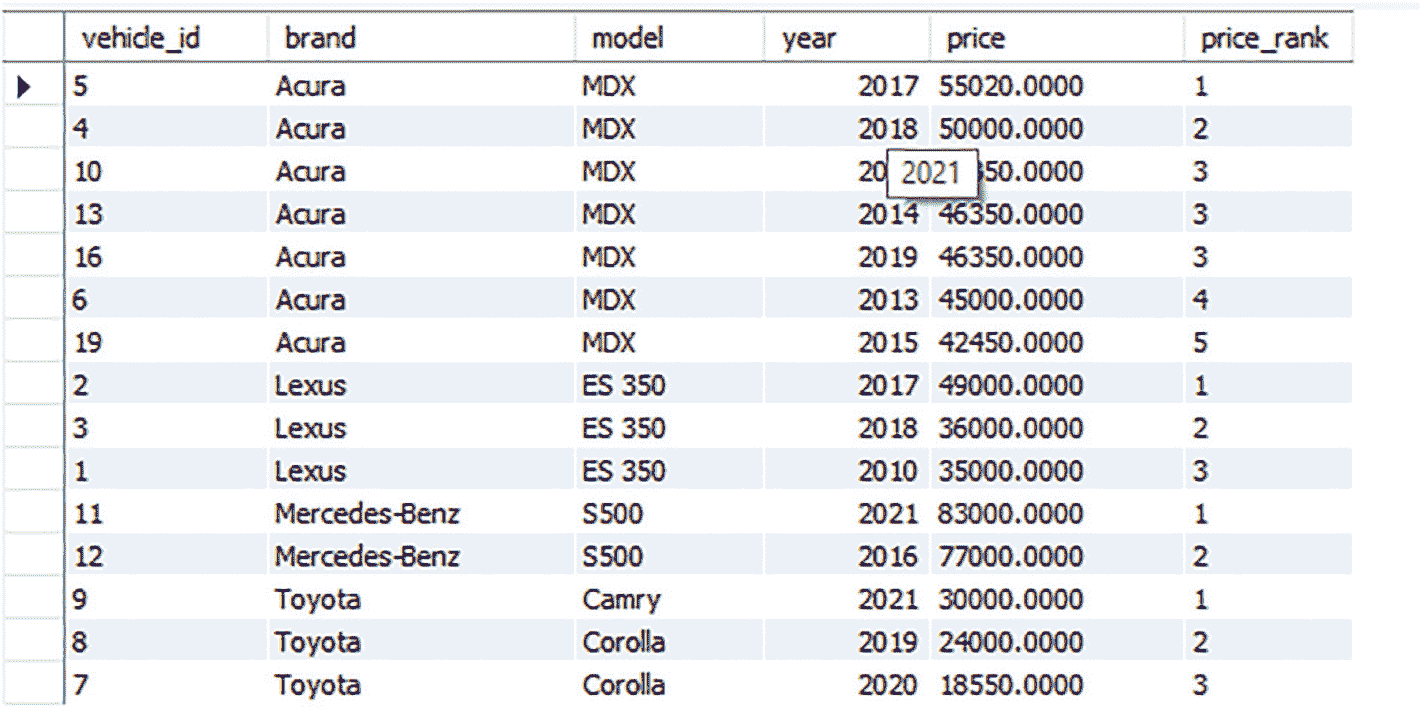 vehicle_id brand model year price price_rank
5 Acura MDX 2017 55020.0000 1
4 Acura MDX 2018 50000.0000 2
10 Acura MDX 2021 3
13 Acura MDX 2014 46350.0000 3
16 Acura MDX 2019 46350.0000 3
6 Acura MDX 2013 45000.0000 4
19 Acura MDX 2015 42450.0000 5
2 Lexus ES 350 2017 49000.0000 1
3 Lexus ES 350 2018 36000.0000 2
1 Lexus ES 350 2010 35000.0000 3
11 Mercedes-Benz S500 2021 83000.0000 1
12 Mercedes-Benz S500 2016 77000.0000 2
9 Toyota Camry 2021 30000.0000 1
8 Toyota Corolla 2019 24000.0000 2
7 Toyota Corolla 2020 18550.0000 3